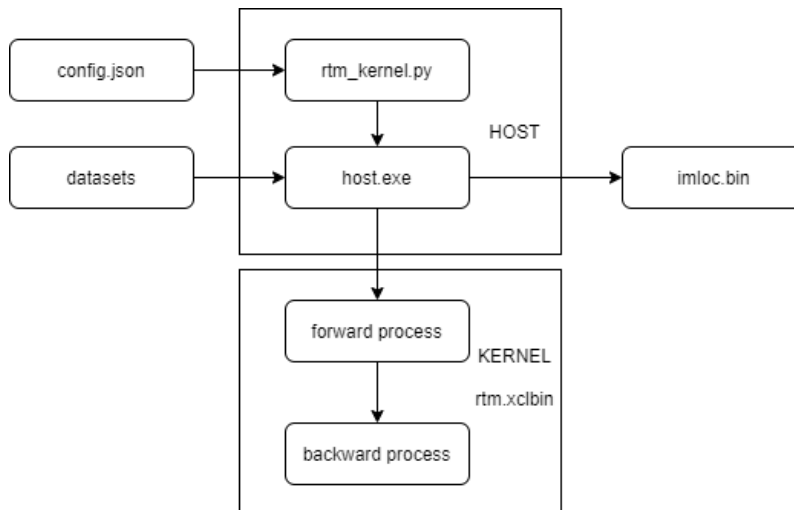 config.json
rtm_kernel.py
HOST
datasets
host.exe
imloc.bin
forward process
KERNEL
rtm.xclbin
backward process